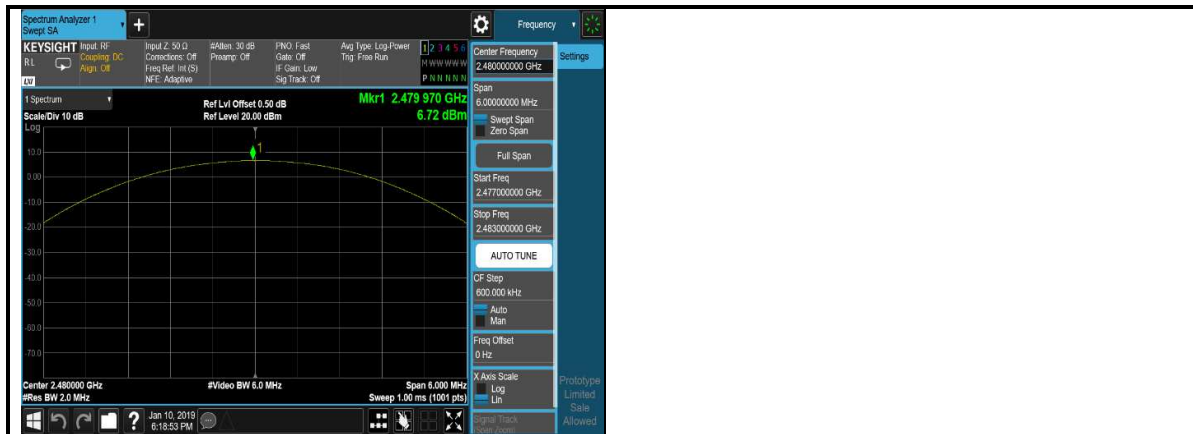 Spectrum Analyzer 1
Swept SA
+
Frequency
KEYSIGHT
RL
LXI
Input: RF
Coupling: DC
Align: Off
Input Z: 50 Ω
Corrections: Off
Freq Ref: Int (S)
NFE: Adaptive
#Atten: 30 dB
Preamp: Off
PNO: Fast
Gate: Off
IF Gain: Low
Sig Track: Off
Avg Type: Log-Power
Trig: Free Run
1 2 3 4 5 6
M W W W W W
P N N N N N
1 Spectrum
Scale/Div 10 dB
Log
Ref Lvl Offset 0.50 dB
Ref Level 20.00 dBm
Mkr1 2.479 970 GHz
6.72 dBm
1
10.0
0.00
-10.0
-20.0
-30.0
-40.0
-50.0
-60.0
-70.0
Center 2.480000 GHz
#Res BW 2.0 MHz
#Video BW 6.0 MHz
Span 6.000 MHz
Sweep 1.00 ms (1001 pts)
?
Jan 10, 2019
6:18:53 PM
Center Frequency
2.480000000 GHz
Span
6.00000000 MHz
Swept Span
Zero Span
Full Span
Start Freq
2.477000000 GHz
Stop Freq
2.483000000 GHz
AUTO TUNE
CF Step
600.000 kHz
Auto
Man
Freq Offset
0 Hz
X Axis Scale
Log
Lin
Signal Track
(Span Zoom)
Settings
Prototype
Limited
Sale
Allowed